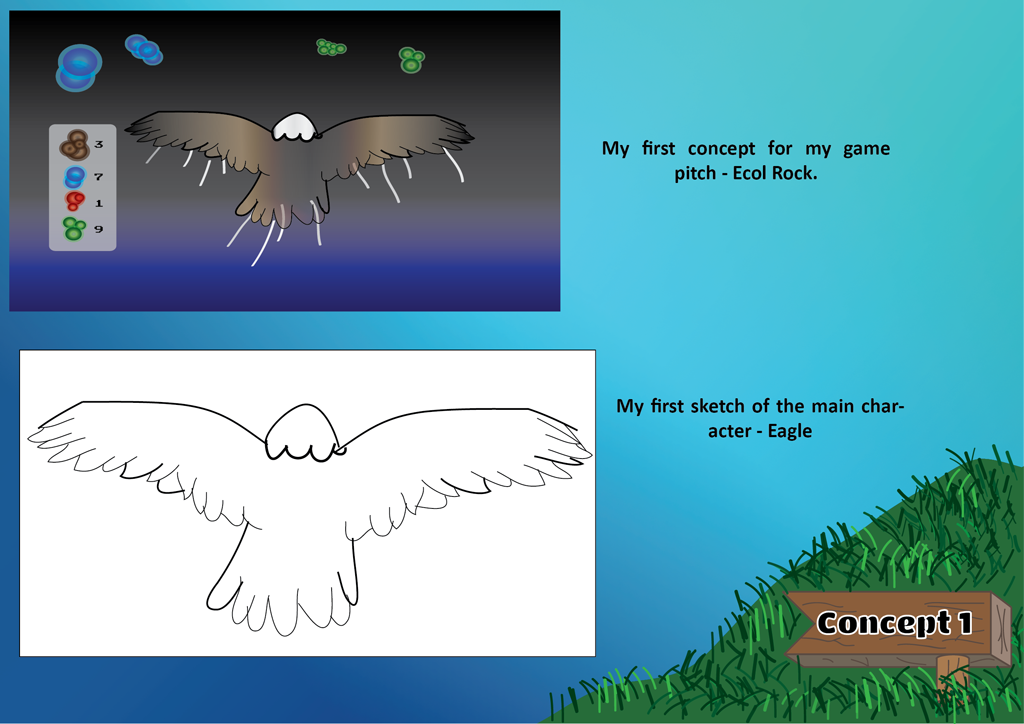 3
7
1
9
My first concept for my game
pitch - Ecol Rock.
My first sketch of the main char-
acter - Eagle
Concept 1